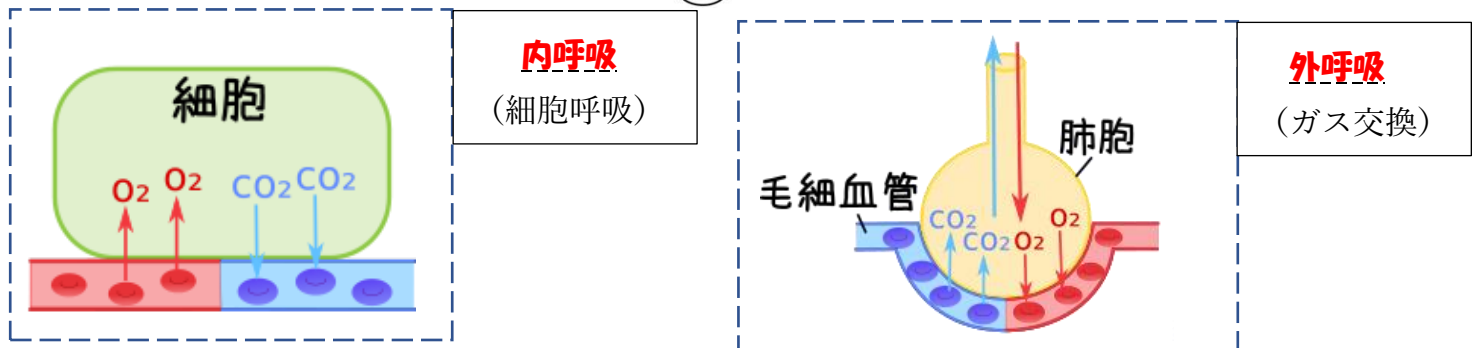 細胞
O2 O2 CO2 CO2
内呼吸
（細胞呼吸）
肺胞
毛細血管
CO2 CO2 O2 O2
外呼吸
（ガス交換）